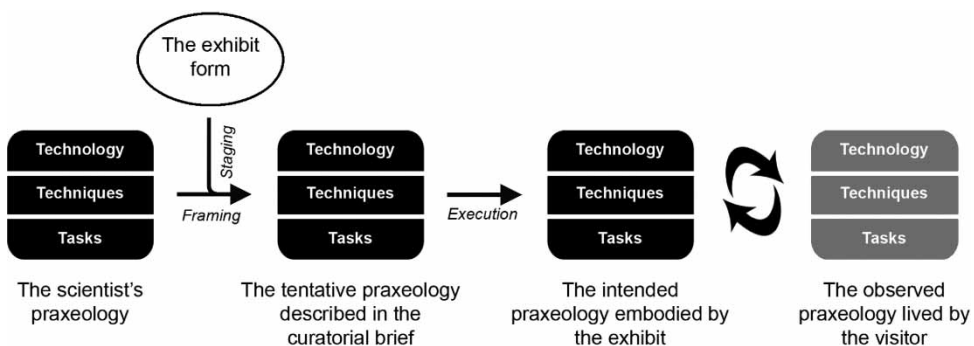 The exhibit
form
Staging
Technology
Techniques
Tasks
Framing
Technology
Techniques
Tasks
Execution
Technology
Techniques
Tasks
Technology
Techniques
Tasks
The scientist's
praxeology
The tentative praxeology
described in the
curatorial brief
The intended
praxeology embodied by
the exhibit
The observed
praxeology lived by
the visitor